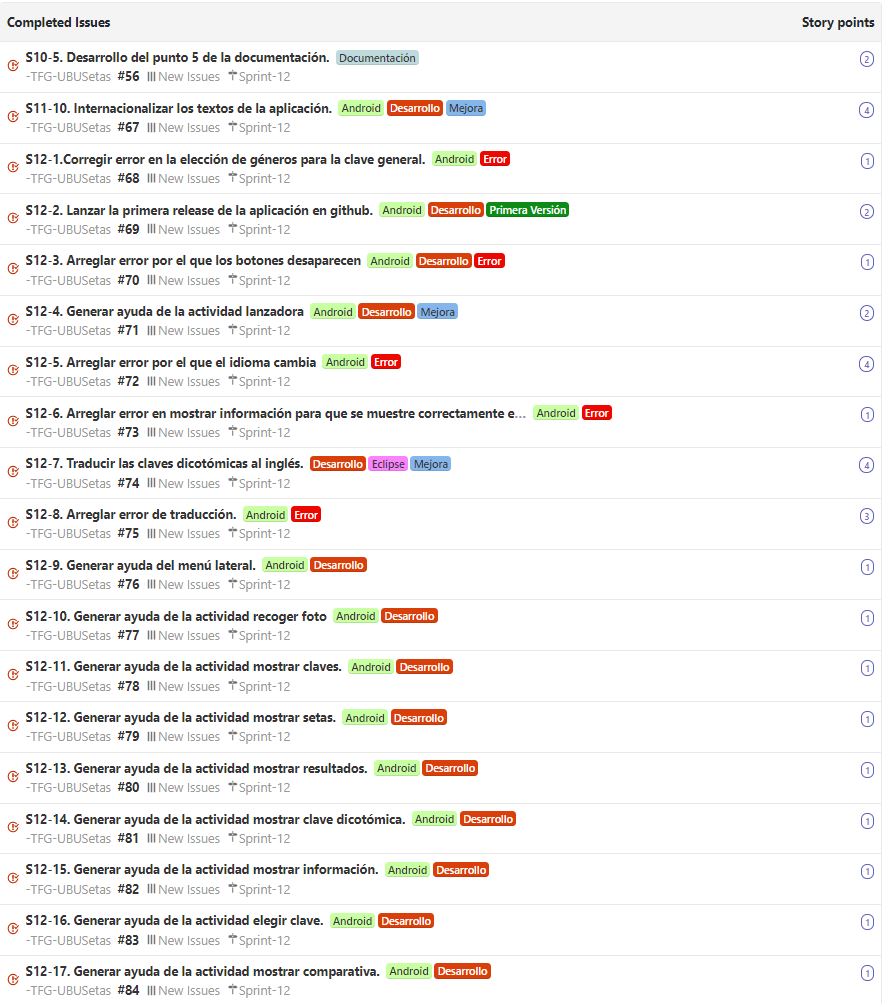 Completed Issues Story points
S10-5. Desarrollo del punto 5 de la documentación. Documentación 2
-TFG-UBUSetas #56 New Issues Sprint-12
S11-10. Internacionalizar los textos de la aplicación. Android Desarrollo Mejora 4
-TFG-UBUSetas #67 New Issues Sprint-12
S12-1.Corregir error en la elección de géneros para la clave general. Android Error 1
-TFG-UBUSetas #68 New Issues Sprint-12
S12-2. Lanzar la primera release de la aplicación en github. Android Desarrollo Primera Versión 2
-TFG-UBUSetas #69 New Issues Sprint-12
S12-3. Arreglar error por el que los botones desaparecen Android Desarrollo Error 1
-TFG-UBUSetas #70 New Issues Sprint-12
S12-4. Generar ayuda de la actividad lanzadora Android Desarrollo Mejora 2
-TFG-UBUSetas #71 New Issues Sprint-12
S12-5. Arreglar error por el que el idioma cambia Android Error 4
-TFG-UBUSetas #72 New Issues Sprint-12
S12-6. Arreglar error en mostrar información para que se muestre correctamente e... Android Error 1
-TFG-UBUSetas #73 New Issues Sprint-12
S12-7. Traducir las claves dicotómicas al inglés. Desarrollo Eclipse Mejora 4
-TFG-UBUSetas #74 New Issues Sprint-12
S12-8. Arreglar error de traducción. Android Error 3
-TFG-UBUSetas #75 New Issues Sprint-12
S12-9. Generar ayuda del menú lateral. Android Desarrollo 1
-TFG-UBUSetas #76 New Issues Sprint-12
S12-10. Generar ayuda de la actividad recoger foto Android Desarrollo 1
-TFG-UBUSetas #77 New Issues Sprint-12
S12-11. Generar ayuda de la actividad mostrar claves. Android Desarrollo 1
-TFG-UBUSetas #78 New Issues Sprint-12
S12-12. Generar ayuda de la actividad mostrar setas. Android Desarrollo 1
-TFG-UBUSetas #79 New Issues Sprint-12
S12-13. Generar ayuda de la actividad mostrar resultados. Android Desarrollo 1
-TFG-UBUSetas #80 New Issues Sprint-12
S12-14. Generar ayuda de la actividad mostrar clave dicotómica. Android Desarrollo 1
-TFG-UBUSetas #81 New Issues Sprint-12
S12-15. Generar ayuda de la actividad mostrar información. Android Desarrollo 1
-TFG-UBUSetas #82 New Issues Sprint-12
S12-16. Generar ayuda de la actividad elegir clave. Android Desarrollo 1
-TFG-UBUSetas #83 New Issues Sprint-12
S12-17. Generar ayuda de la actividad mostrar comparativa. Android Desarrollo 1
-TFG-UBUSetas #84 New Issues Sprint-12